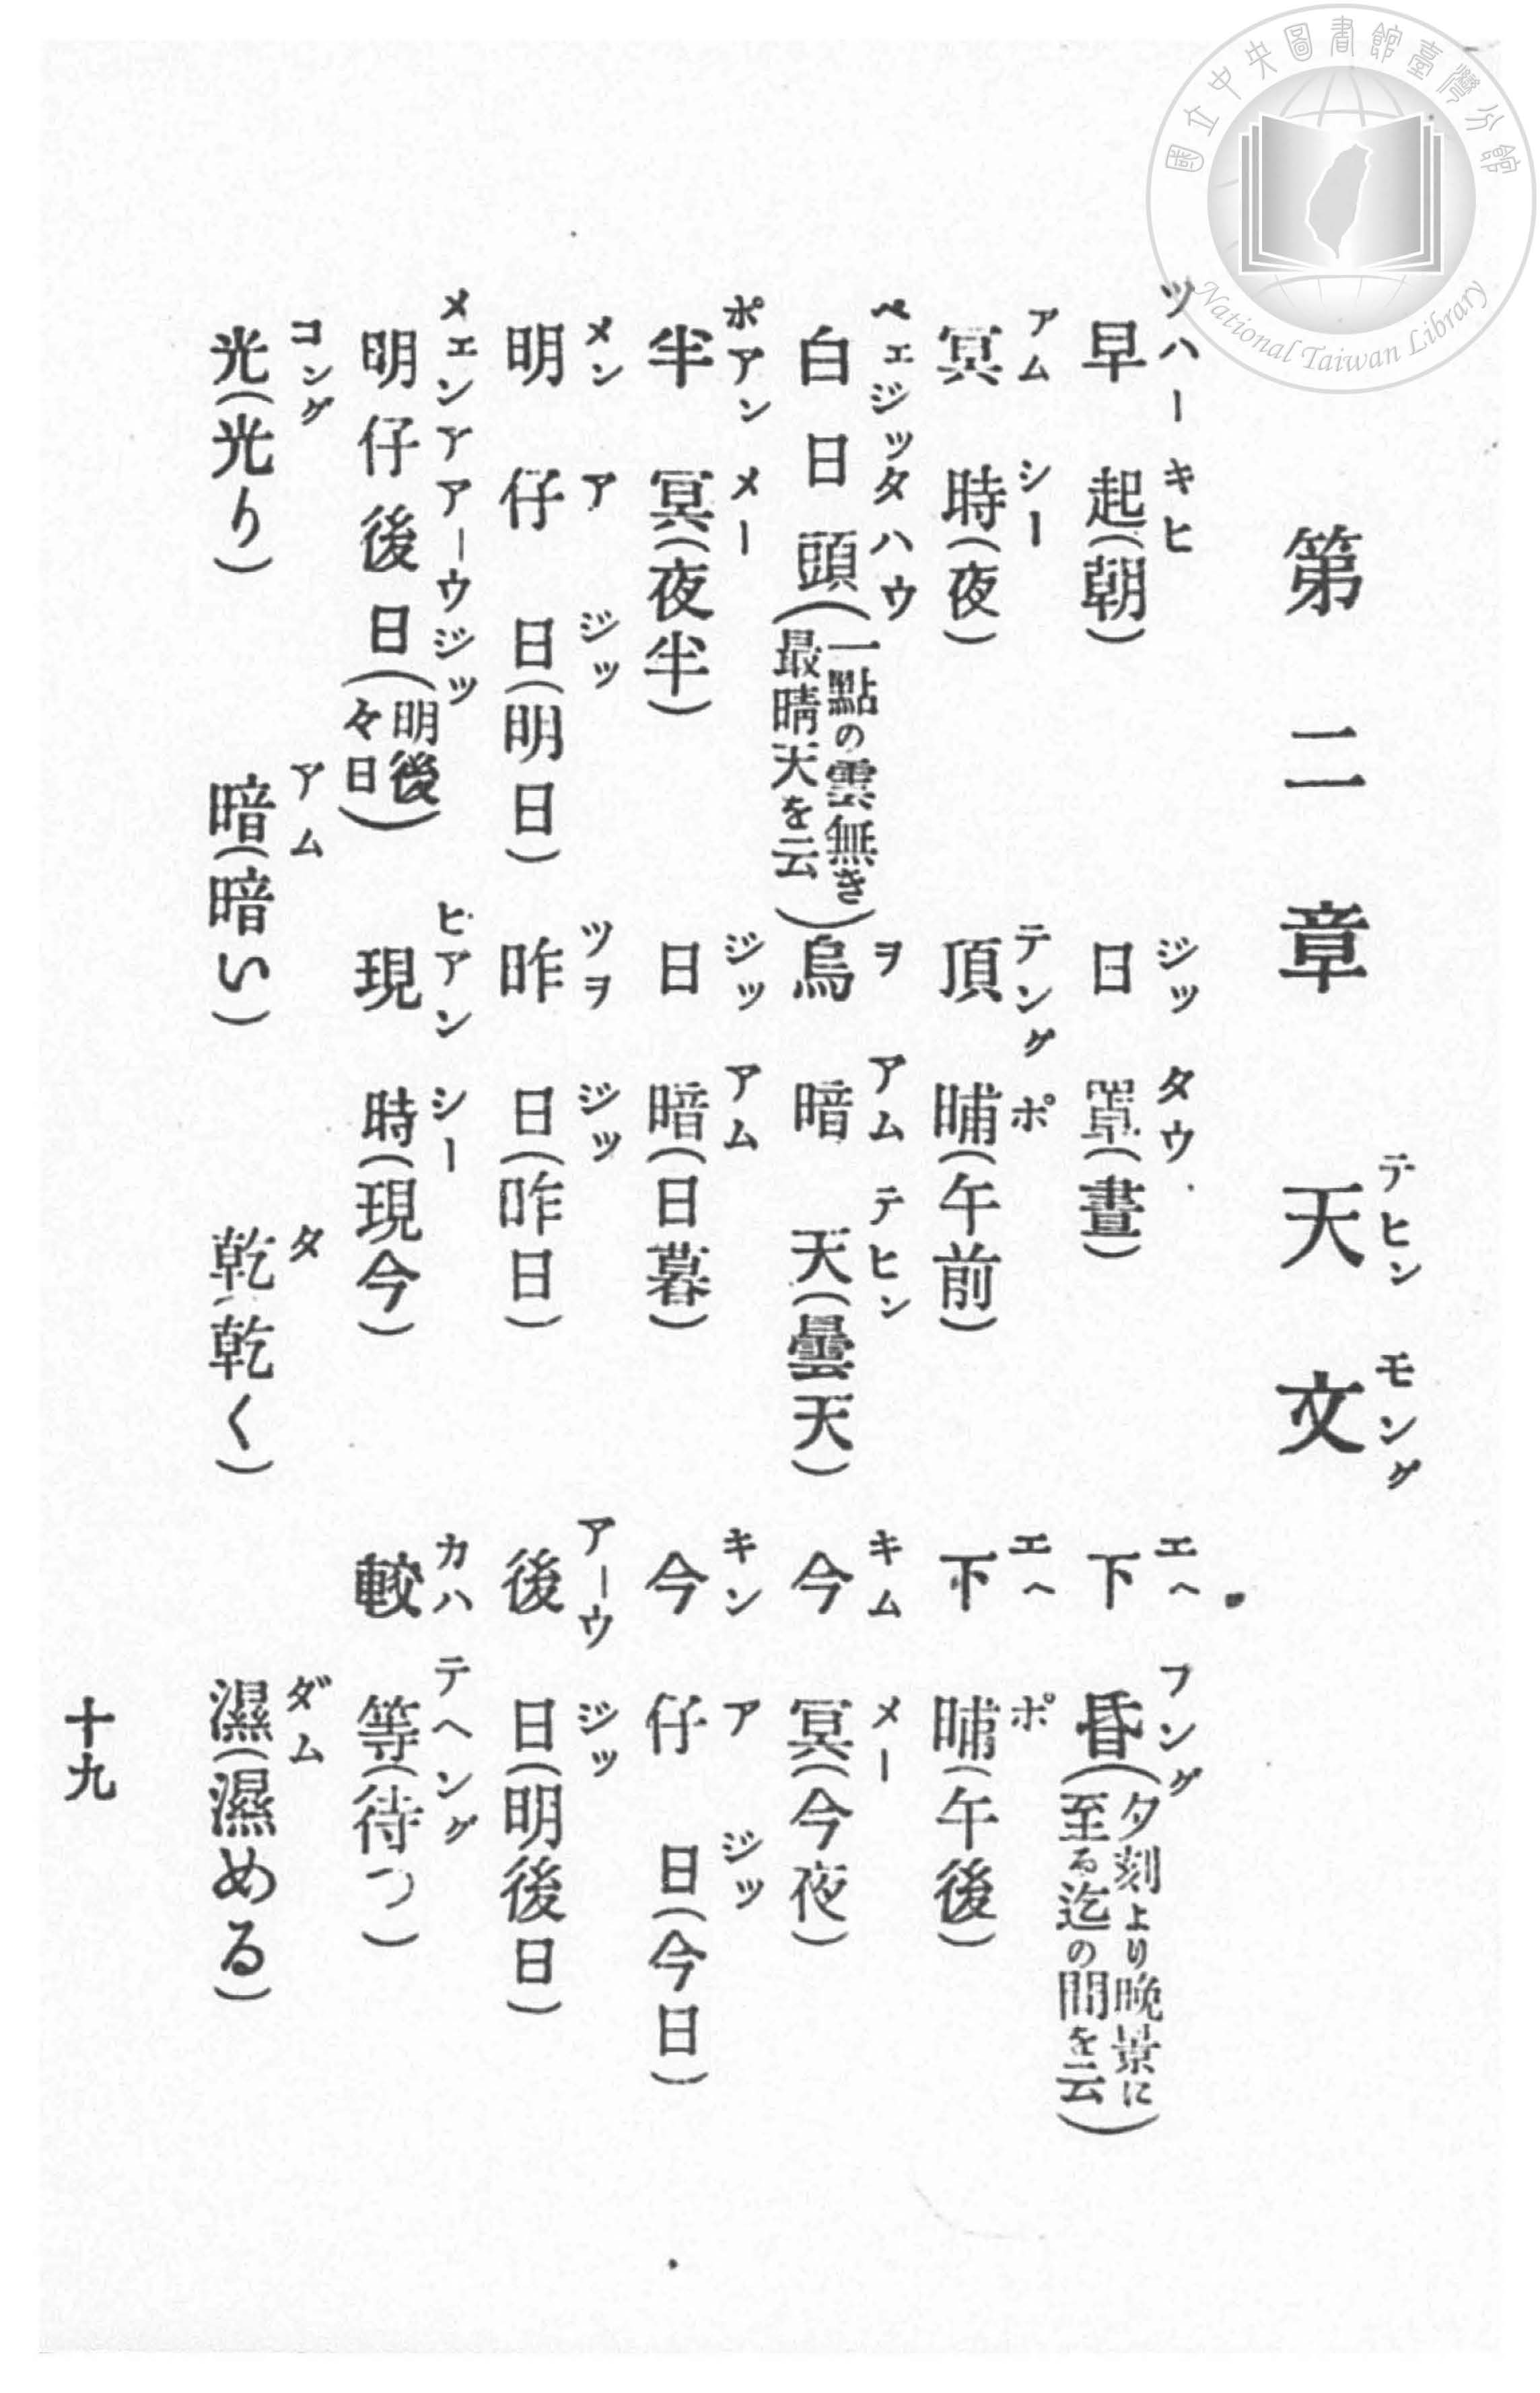 國立中央圖書館臺灣分館
National Taiwan Library
第二章 天文
テヒン モング
ツハーキヒ ジッ タウ エヘ フング
早起(朝) 日罩(晝) 下昏(夕刻より晩景に至る迄の間を云)
アム シー テング ポ エヘ ポ
冥時(夜) 頂晡(午前) 下晡(午後)
ペェジッタハウ ヲ アム テヒン キム メー
白日頭(一點の雲無き最晴天を云) 烏暗天(曇天) 今冥(今夜)
ポアン メー ジッ アム キン ア ジッ
半冥(夜半) 日暗(日暮) 今仔日(今日)
メン ア ジッ ツヲ ジッ アーウ ジッ
明仔日(明日) 昨日(昨日) 後日(明後日)
メェンアアーウジッ ヒアン シー カハ テヘング
明仔後日(明後々日) 現時(現今) 較等(待つ)
コング アム タ ダム
光(光り) 暗(暗い) 乾(乾く) 濕(濕める)
十九